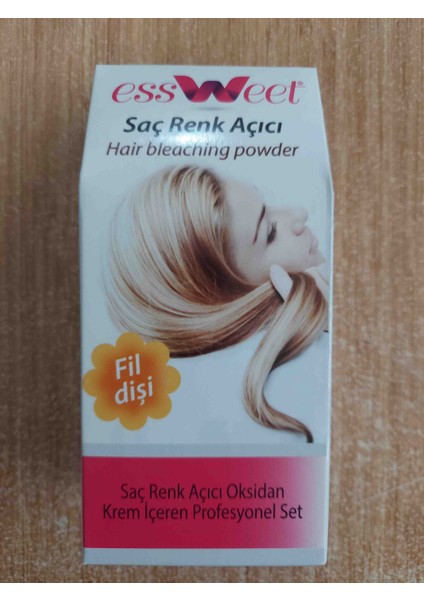 essweet®
Saç Renk Açıcı
Hair bleaching powder
Fil
dişi
Saç Renk Açıcı Oksidan
Krem İçeren Profesyonel Set